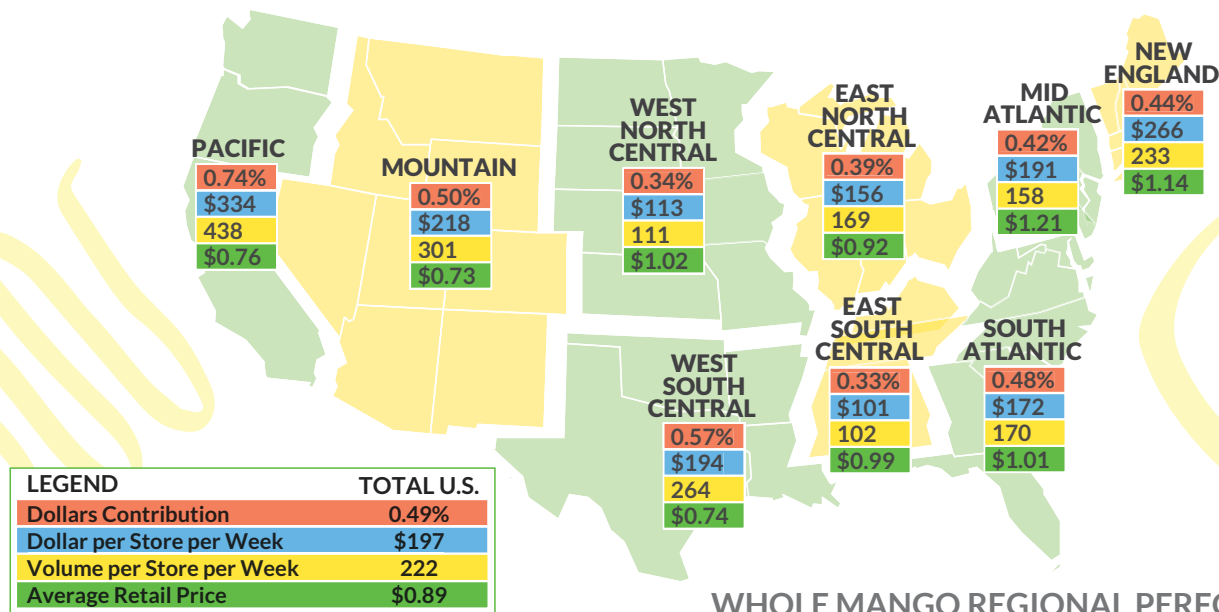 NEW
ENGLAND
0.44%
$266
233
$1.14
MID
ATLANTIC
0.42%
$191
158
$1.21
EAST
NORTH
CENTRAL
0.39%
$156
169
$0.92
WEST
NORTH
CENTRAL
0.34%
$113
111
$1.02
PACIFIC
0.74%
$334
438
$0.76
MOUNTAIN
0.50%
$218
301
$0.73
EAST
SOUTH
CENTRAL
0.33%
$101
102
$0.99
SOUTH
ATLANTIC
0.48%
$172
170
$1.01
WEST
SOUTH
CENTRAL
0.57%
$194
264
$0.74
LEGEND TOTAL U.S.
Dollars Contribution 0.49%
Dollar per Store per Week $197
Volume per Store per Week 222
Average Retail Price $0.89
WHOLE MANGO REGIONAL